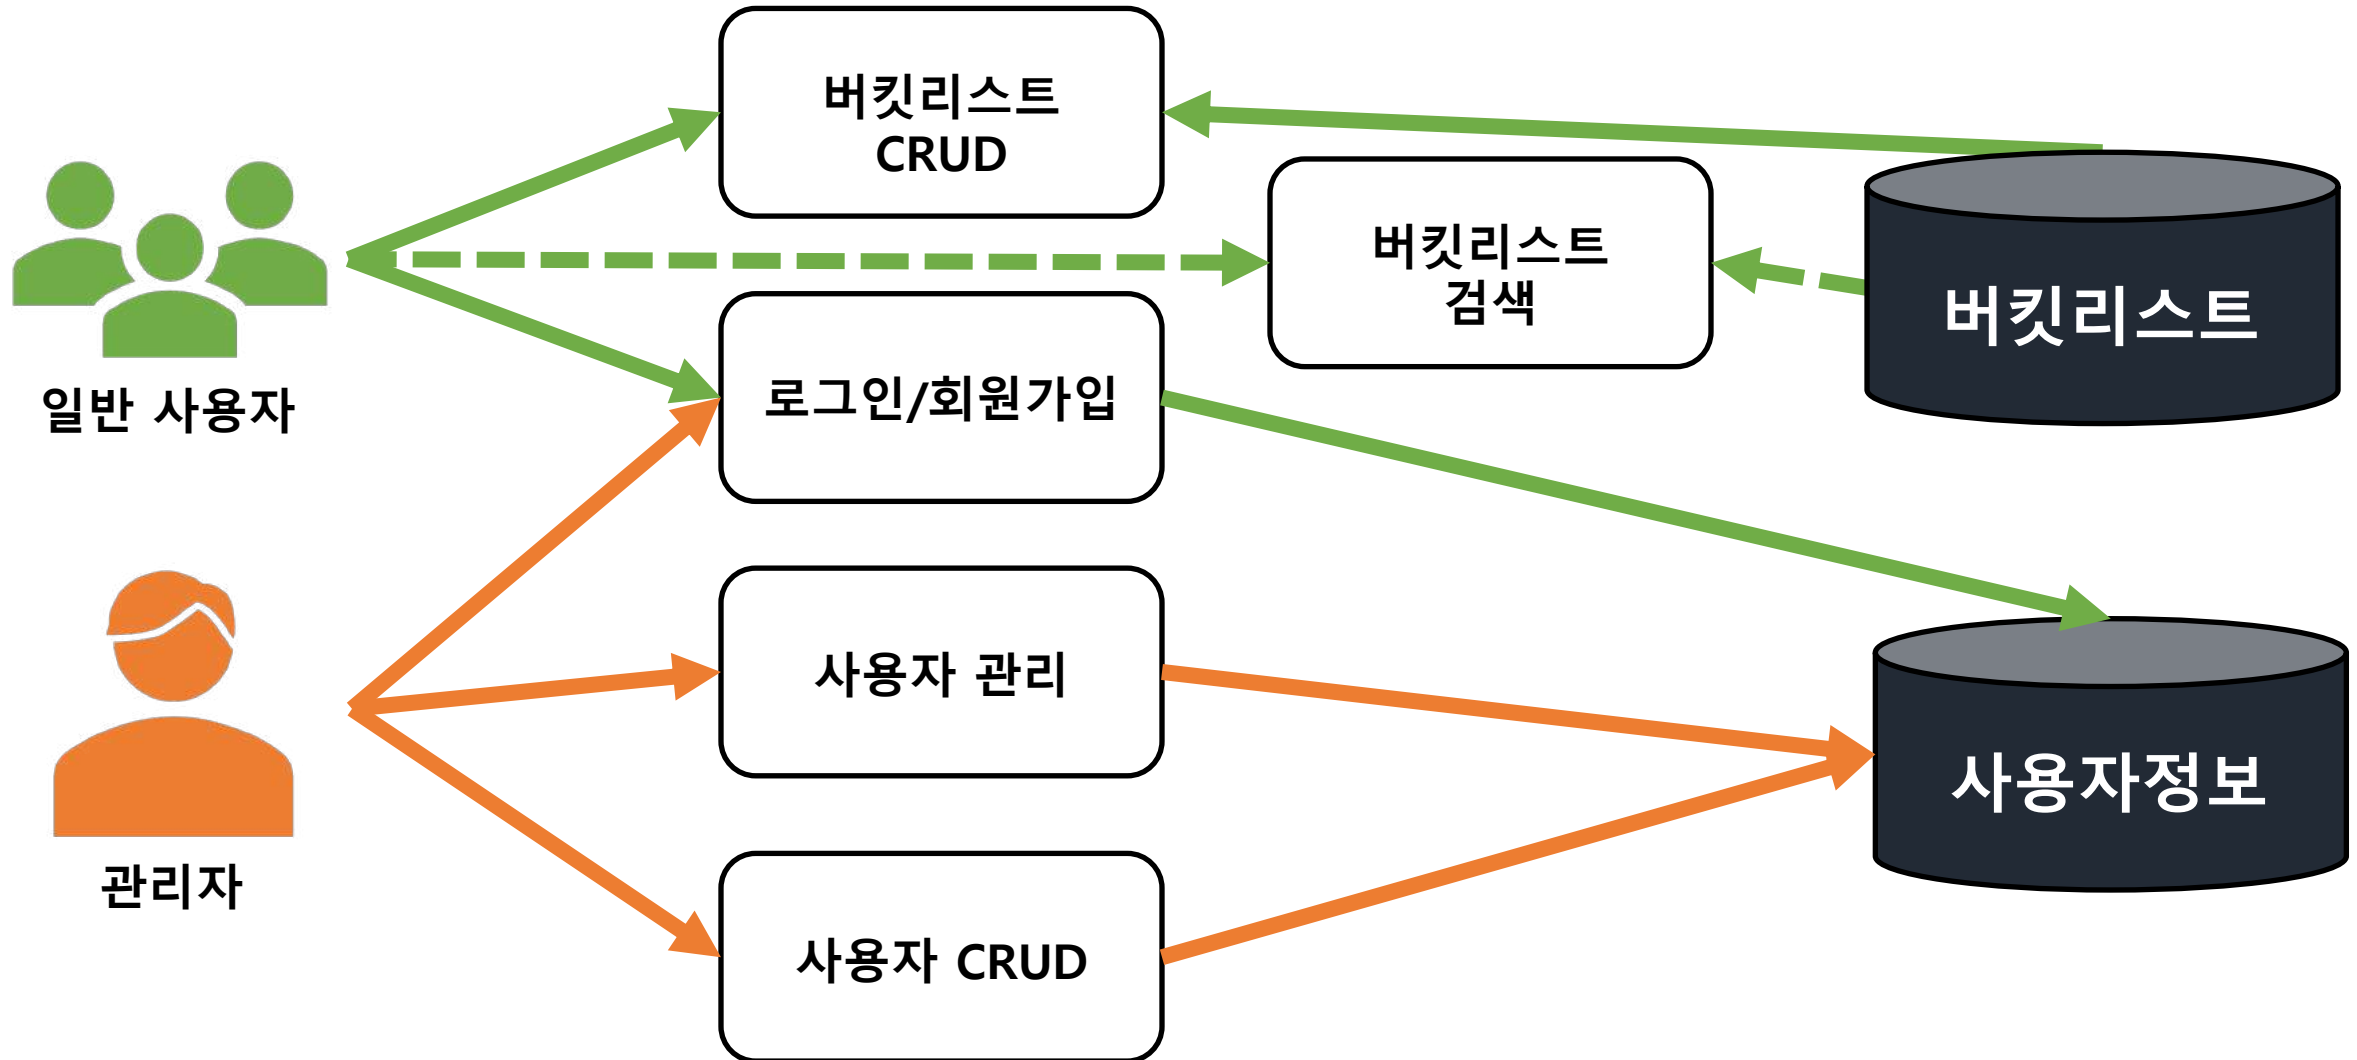 버킷리스트
CRUD
버킷리스트
검색
버킷리스트
일반 사용자
로그인/회원가입
사용자 관리
사용자정보
관리자
사용자 CRUD